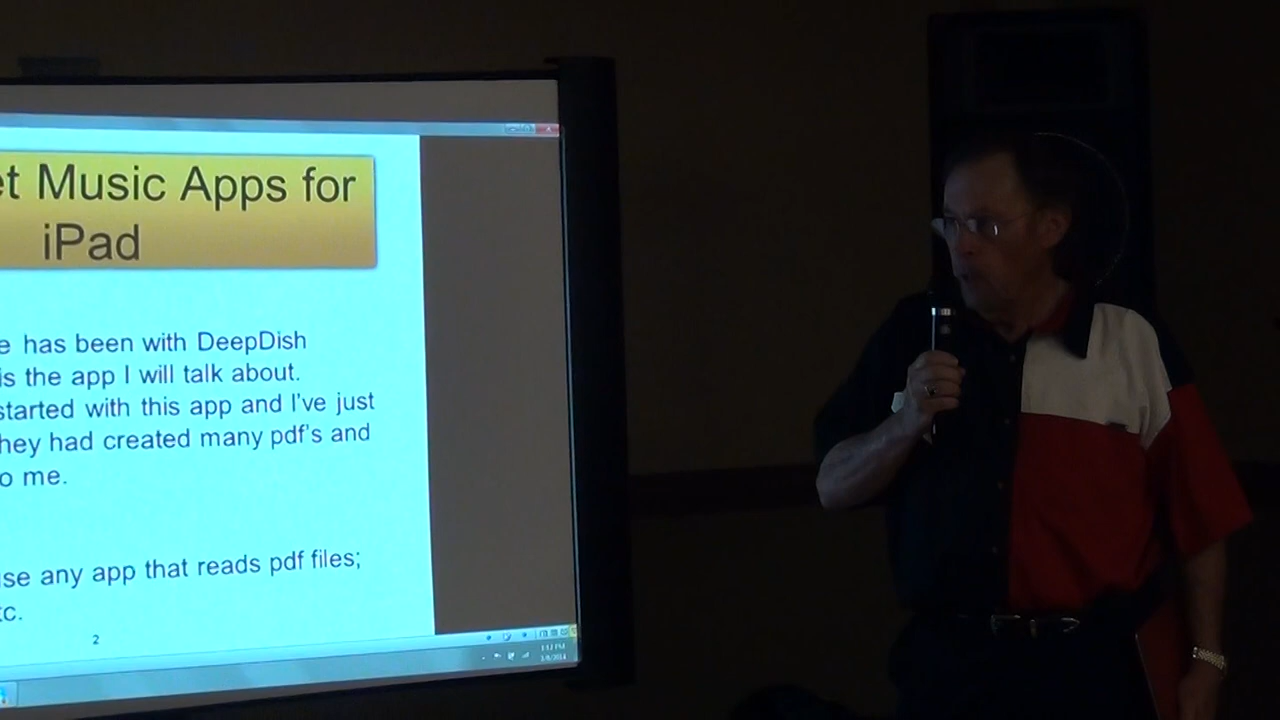 et Music Apps for
iPad
e has been with DeepDish
is the app I will talk about.
started with this app and I've just
hey had created many pdf's and
o me.
se any app that reads pdf files;
tc.
2